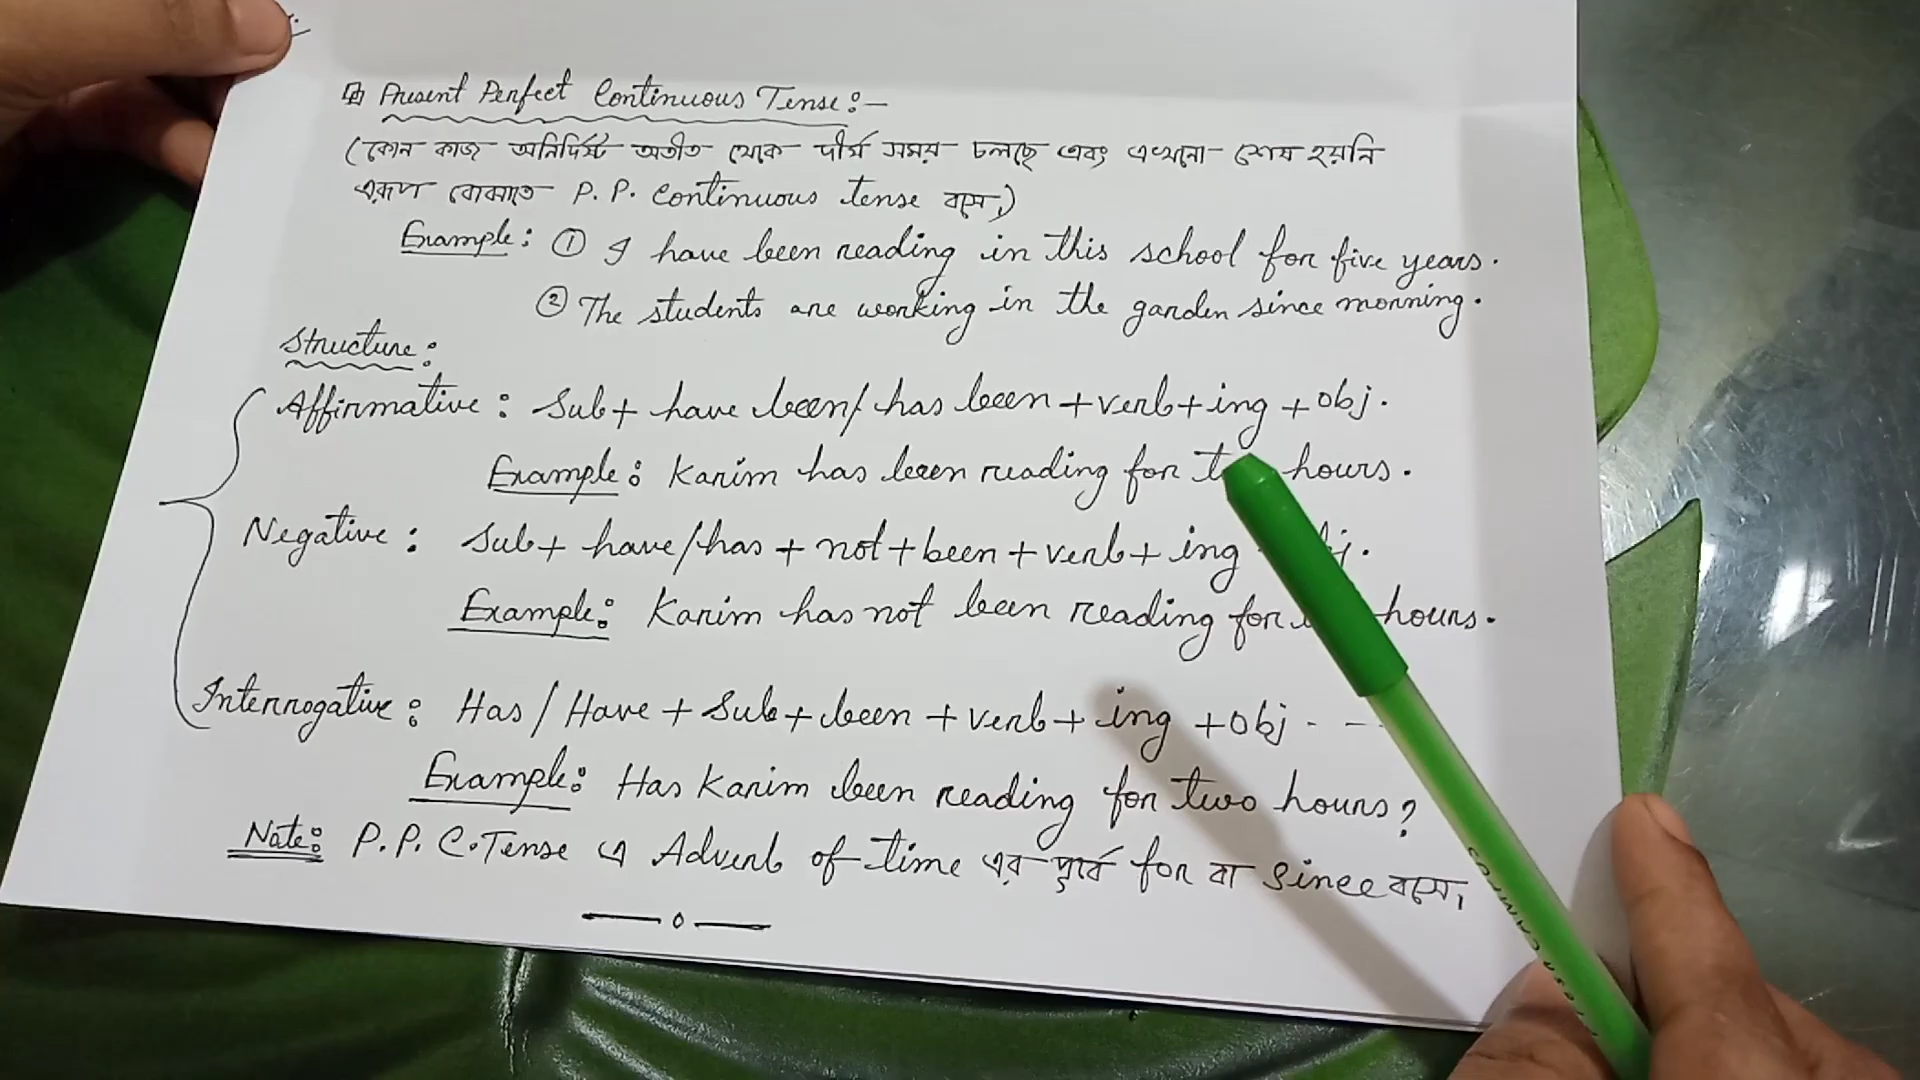 Present Perfect Continuous Tense:-
(কোন কাজ অনির্দিস্ট অতীত থেকে দীর্ঘ সময় চলছে এবং এখনো শেষ হয়নি
এরূপ বোঝাতে P. P. Continuous tense বসে।)
Example: ① I have been reading in this school for five years.
② The students are working in the garden since morning.
Structure:
Affirmative: Sub + have been/has been + verb + ing + obj.
Example: Karim has been reading for hours.
Negative: Sub + have/has + not + been + verb + ing
Example: Karim has not been reading for hours.
Interrogative: Has/Have + Sub + been + verb + ing + obj - -
Example: Has Karim been reading for two hours?
Note: P. P. C. Tense এ Adverb of time এর পূর্বে for বা since বসে।